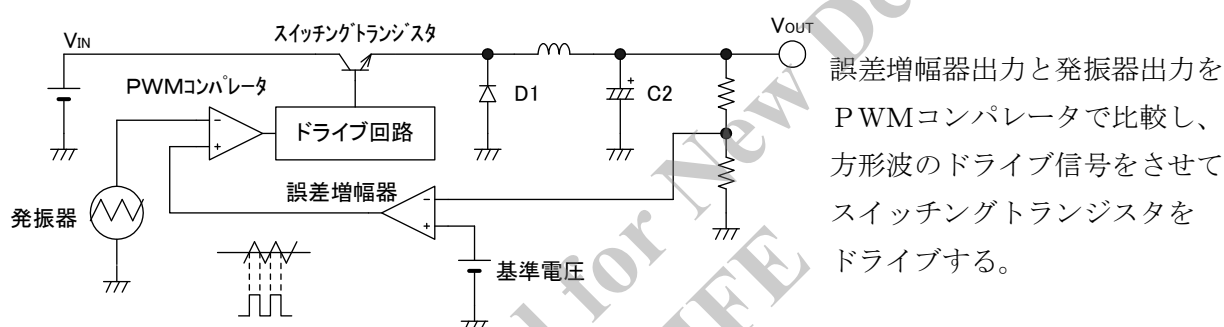 VIN
スイッチングトランジスタ
VOUT
PWMコンパレータ
D1
C2
ドライブ回路
誤差増幅器
発振器
基準電圧
誤差増幅器出力と発振器出力を
PWMコンパレータで比較し、
方形波のドライブ信号をさせて
スイッチングトランジスタを
ドライブする。
for New